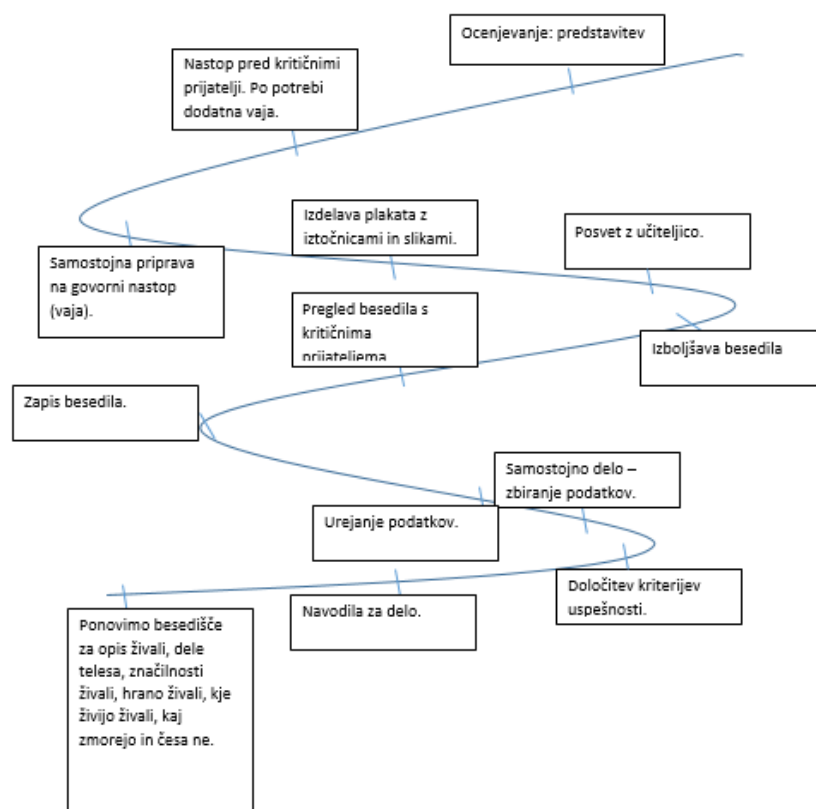 Ocenjevanje: predstavitev
Nastop pred kritičnimi
prijatelji. Po potrebi
dodatna vaja.
Izdelava plakata z
iztočnicami in slikami.
Posvet z učiteljico.
Samostojna priprava
na govorni nastop
(vaja).
Pregled besedila s
kritičnima
prijateljema
Izboljšava besedila
Zapis besedila.
Samostojno delo –
zbiranje podatkov.
Urejanje podatkov.
Določitev kriterijev
uspešnosti.
Navodila za delo.
Ponovimo besedišče
za opis živali, dele
telesa, značilnosti
živali, hrano živali, kje
živijo živali, kaj
zmorejo in česa ne.